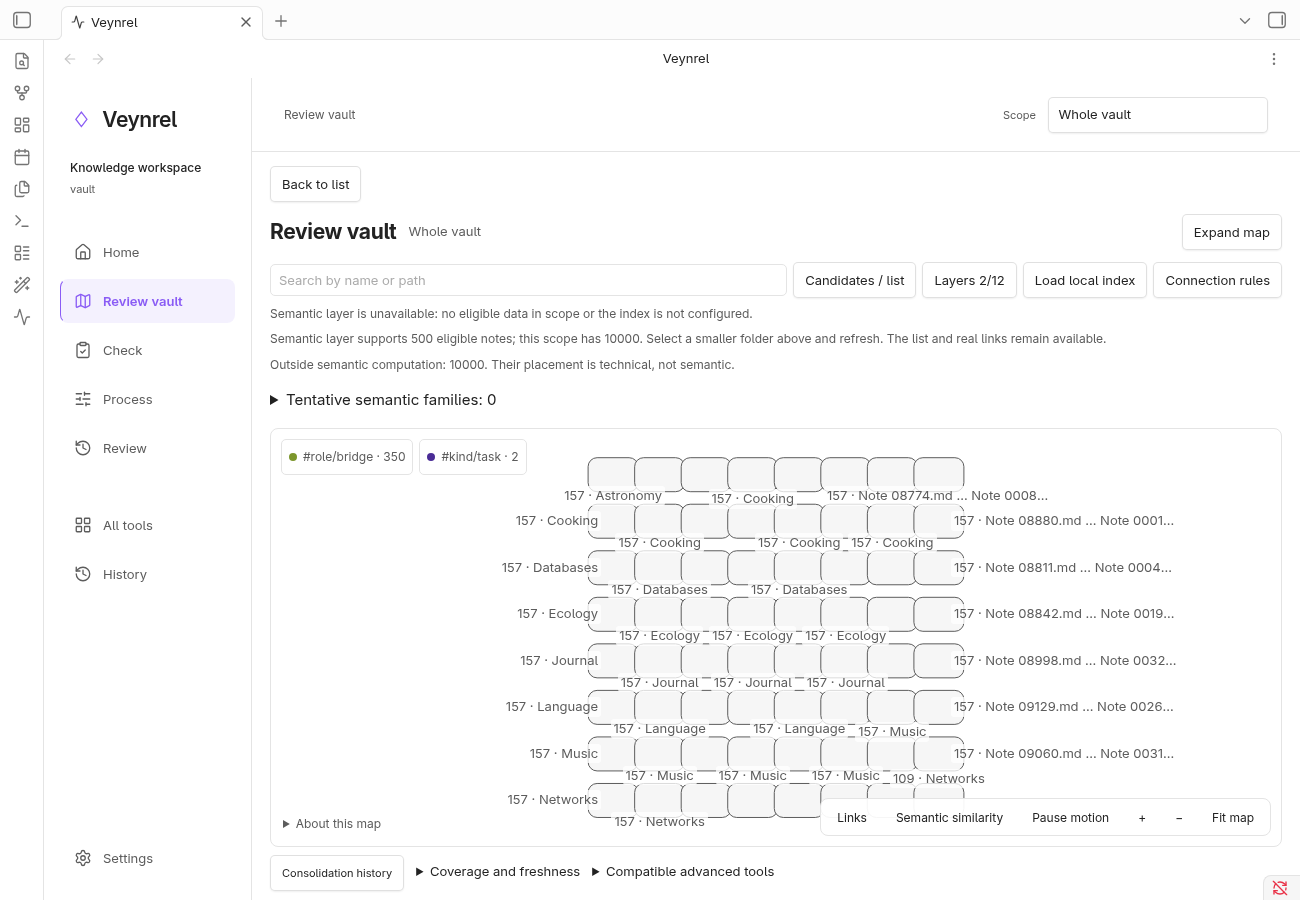 Veynrel
Veynrel
Veynrel
Knowledge workspace
vault
Home
Review vault
Check
Process
Review
All tools
History
Settings
Review vault
Scope
Whole vault
Back to list
Review vault Whole vault
Expand map
Search by name or path
Candidates / list
Layers 2/12
Load local index
Connection rules
Semantic layer is unavailable: no eligible data in scope or the index is not configured.
Semantic layer supports 500 eligible notes; this scope has 10000. Select a smaller folder above and refresh. The list and real links remain available.
Outside semantic computation: 10000. Their placement is technical, not semantic.
Tentative semantic families: 0
#role/bridge · 350
#kind/task · 2
157 · Astronomy
157 · Cooking
157 · Note 08774.md ... Note 0008...
157 · Cooking
157 · Note 08880.md ... Note 0001...
157 · Cooking
157 · Cooking
157 · Cooking
157 · Databases
157 · Note 08811.md ... Note 0004...
157 · Databases
157 · Databases
157 · Ecology
157 · Note 08842.md ... Note 0019...
157 · Ecology
157 · Ecology
157 · Ecology
157 · Journal
157 · Note 08998.md ... Note 0032...
157 · Journal
157 · Journal
157 · Journal
157 · Language
157 · Note 09129.md ... Note 0026...
157 · Language
157 · Language
157 · Music
157 · Music
157 · Note 09060.md ... Note 0031...
157 · Music
157 · Music
157 · Music
109 · Networks
157 · Networks
157 · Networks
About this map
Links
Semantic similarity
Pause motion
+
−
Fit map
Consolidation history
Coverage and freshness
Compatible advanced tools